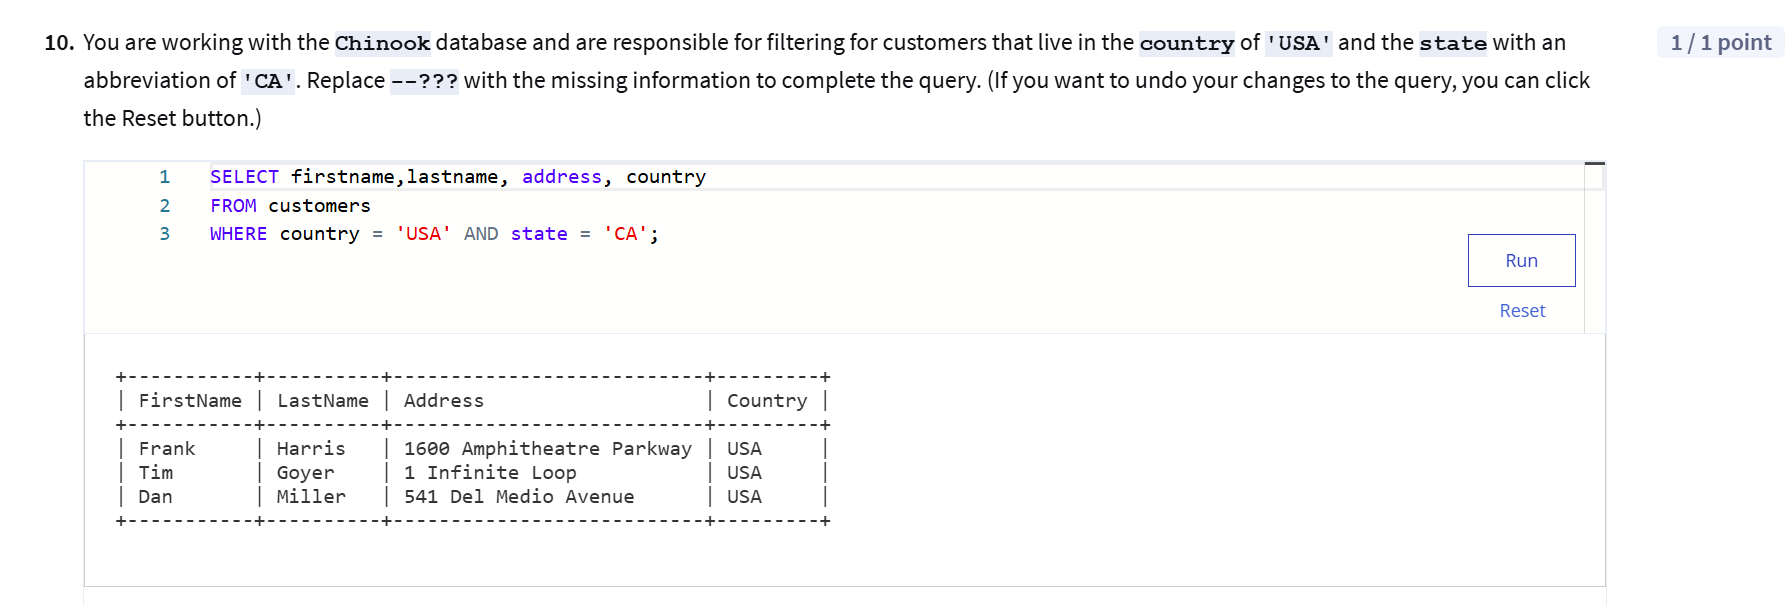 10. You are working with the Chinook database and are responsible for filtering for customers that live in the country of 'USA' and the state with an
1 / 1 point
abbreviation of 'CA'. Replace --??? with the missing information to complete the query. (If you want to undo your changes to the query, you can click
the Reset button.)
1 SELECT firstname,lastname, address, country
2 FROM customers
3 WHERE country = 'USA' AND state = 'CA';
Run
Reset
+-----------+----------+---------------------------+---------+
| FirstName | LastName | Address                   | Country |
+-----------+----------+---------------------------+---------+
| Frank     | Harris   | 1600 Amphitheatre Parkway | USA     |
| Tim       | Goyer    | 1 Infinite Loop           | USA     |
| Dan       | Miller   | 541 Del Medio Avenue      | USA     |
+-----------+----------+---------------------------+---------+